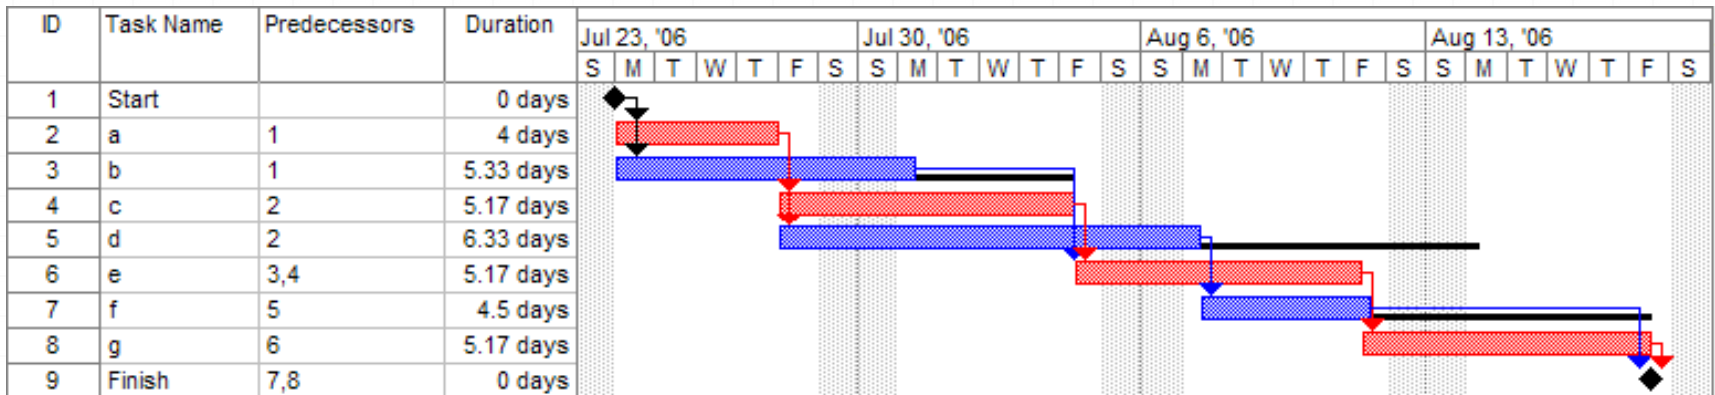 ID Task Name Predecessors Duration
Jul 23, '06 Jul 30, '06 Aug 6, '06 Aug 13, '06
S M T W T F S S M T W T F S S M T W T F S S M T W T F S
1 Start 0 days
2 a 1 4 days
3 b 1 5.33 days
4 c 2 5.17 days
5 d 2 6.33 days
6 e 3,4 5.17 days
7 f 5 4.5 days
8 g 6 5.17 days
9 Finish 7,8 0 days